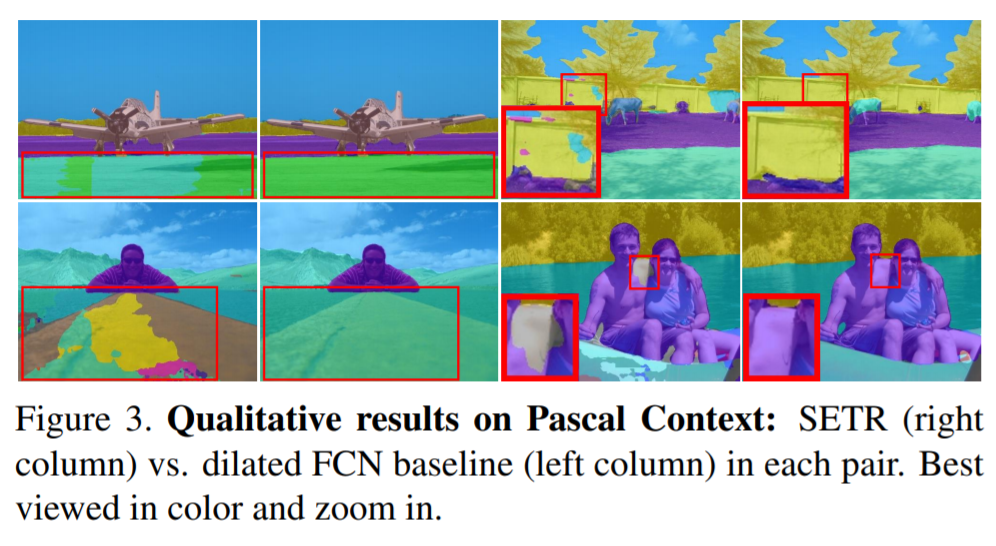 Figure 3. Qualitative results on Pascal Context: SETR (right
column) vs. dilated FCN baseline (left column) in each pair. Best
viewed in color and zoom in.